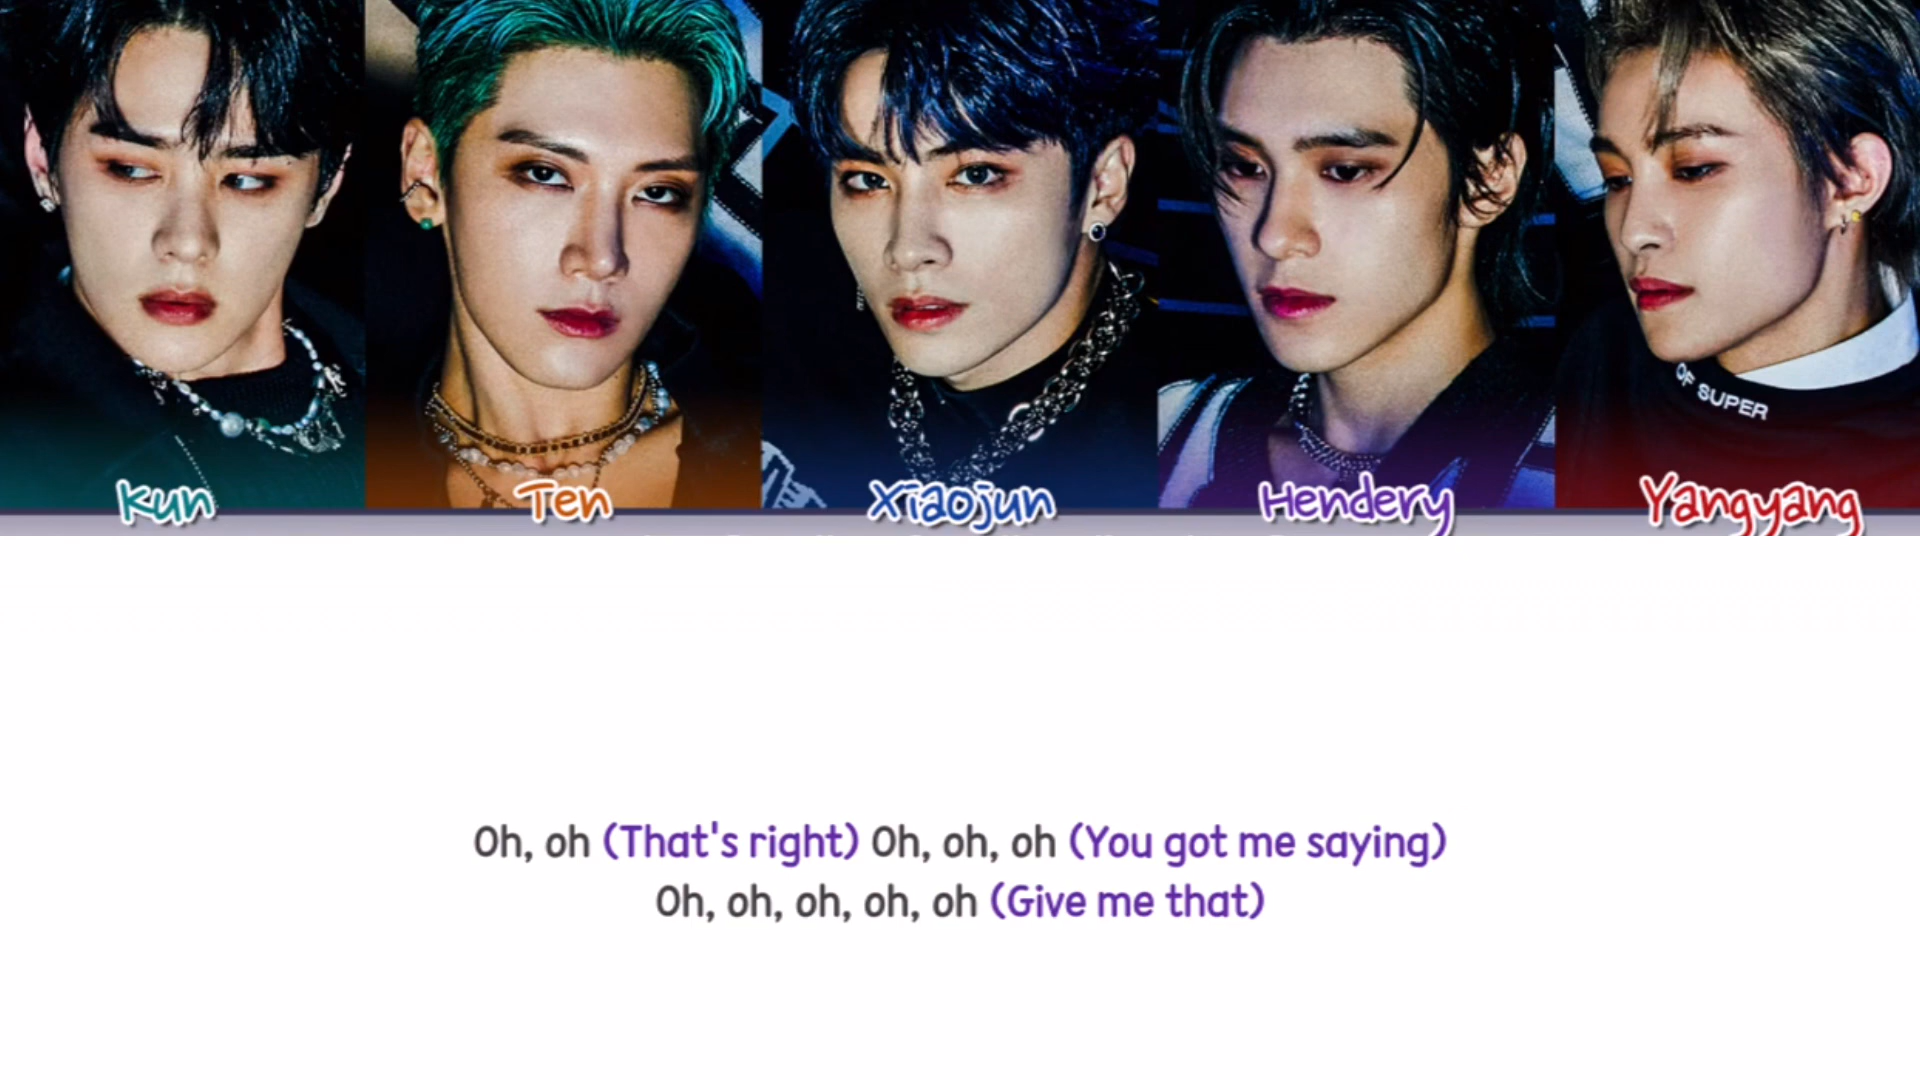 OF SUPER
Kun Ten Xiaojun Hendery Yangyang
Oh, oh (That's right) Oh, oh, oh (You got me saying)
Oh, oh, oh, oh, oh (Give me that)